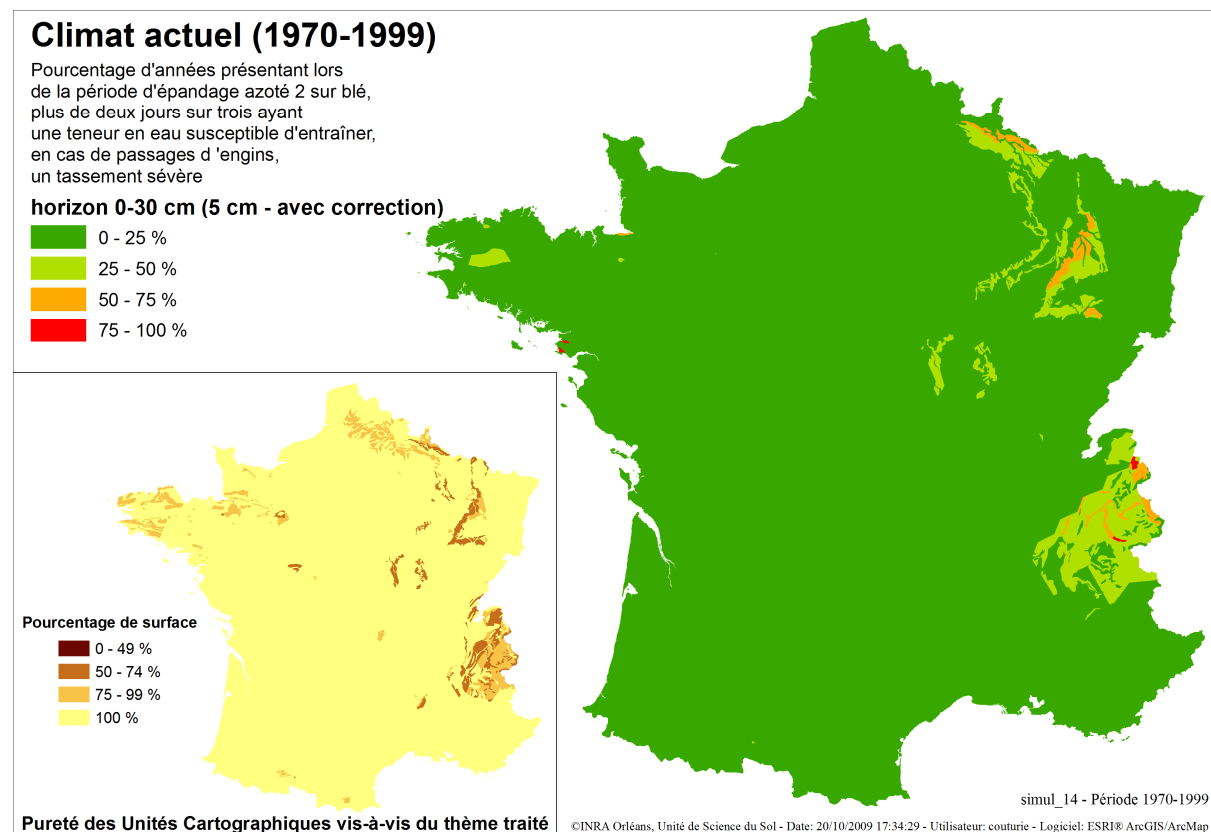 Climat actuel (1970-1999)
Pourcentage d'années présentant lors
de la période d'épandage azoté 2 sur blé,
plus de deux jours sur trois ayant
une teneur en eau susceptible d'entraîner,
en cas de passages d 'engins,
un tassement sévère
horizon 0-30 cm (5 cm - avec correction)
0 - 25 %
25 - 50 %
50 - 75 %
75 - 100 %
Pourcentage de surface
0 - 49 %
50 - 74 %
75 - 99 %
100 %
Pureté des Unités Cartographiques vis-à-vis du thème traité
simul_14 - Période 1970-1999
©INRA Orléans, Unité de Science du Sol - Date: 20/10/2009 17:34:29 - Utilisateur: couturie - Logiciel: ESRI® ArcGIS/ArcMap